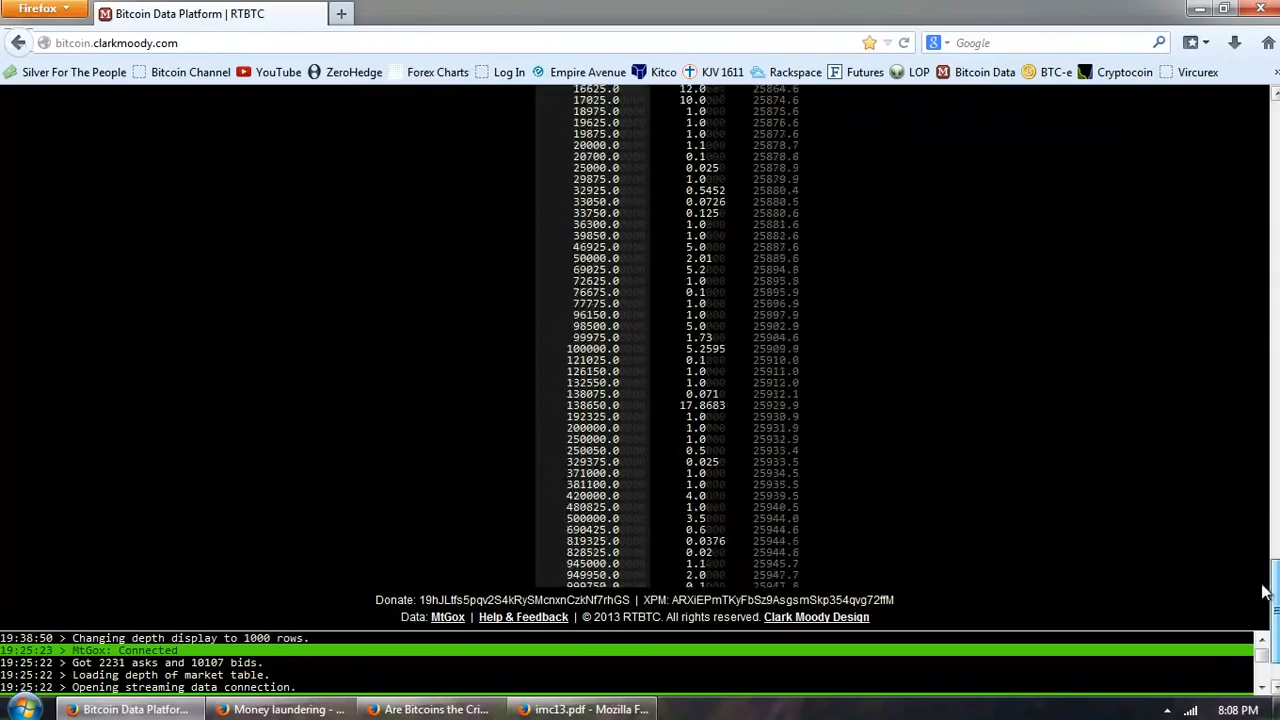 Firefox
Bitcoin Data Platform | RTBTC
bitcoin.clarkmoody.com
Google
Silver For The People Bitcoin Channel YouTube ZeroHedge Forex Charts Log In Empire Avenue Kitco KJV 1611 Rackspace Futures LOP Bitcoin Data BTC-e Cryptocoin Vircurex
16625.0 12.0 25864.6
17025.0 10.0 25874.6
18975.0 1.0 25875.6
19625.0 1.0 25876.6
19875.0 1.0 25877.6
20000.0 1.1 25878.7
20700.0 0.1 25878.8
25000.0 0.025 25878.9
29875.0 1.0 25879.9
32925.0 0.5452 25880.4
33050.0 0.0726 25880.5
33750.0 0.125 25880.6
36300.0 1.0 25881.6
39850.0 1.0 25882.6
46925.0 5.0 25887.6
50000.0 2.01 25889.6
69025.0 5.2 25894.8
72625.0 1.0 25895.8
76675.0 0.1 25895.9
77775.0 1.0 25896.9
96150.0 1.0 25897.9
98500.0 5.0 25902.9
99975.0 1.73 25904.6
100000.0 5.2595 25909.9
121025.0 0.1 25910.0
126150.0 1.0 25911.0
132550.0 1.0 25912.0
138075.0 0.071 25912.1
138650.0 17.8683 25929.9
192325.0 1.0 25930.9
200000.0 1.0 25931.9
250000.0 1.0 25932.9
250050.0 0.5 25933.4
329375.0 0.025 25933.5
371000.0 1.0 25934.5
381100.0 1.0 25935.5
420000.0 4.0 25939.5
480825.0 1.0 25940.5
500000.0 3.5 25944.0
690425.0 0.6 25944.6
819325.0 0.0376 25944.6
828525.0 0.02 25944.6
945000.0 1.1 25945.7
949950.0 2.0 25947.7
999750.0 0.1 25947.8
Donate: 19hJLtfs5pqv2S4kRySMcnxnCzkNf7rhGS | XPM: ARXiEPmTKyFbSz9AsgsmSkp354qvg72ffM
Data: MtGox | Help & Feedback | © 2013 RTBTC. All rights reserved. Clark Moody Design
19:38:50 > Changing depth display to 1000 rows.
19:25:23 > MtGox: Connected
19:25:22 > Got 2231 asks and 10107 bids.
19:25:22 > Loading depth of market table.
19:25:22 > Opening streaming data connection.
Bitcoin Data Platfor... Money laundering - ... Are Bitcoins the Cri... imc13.pdf - Mozilla F... 8:08 PM